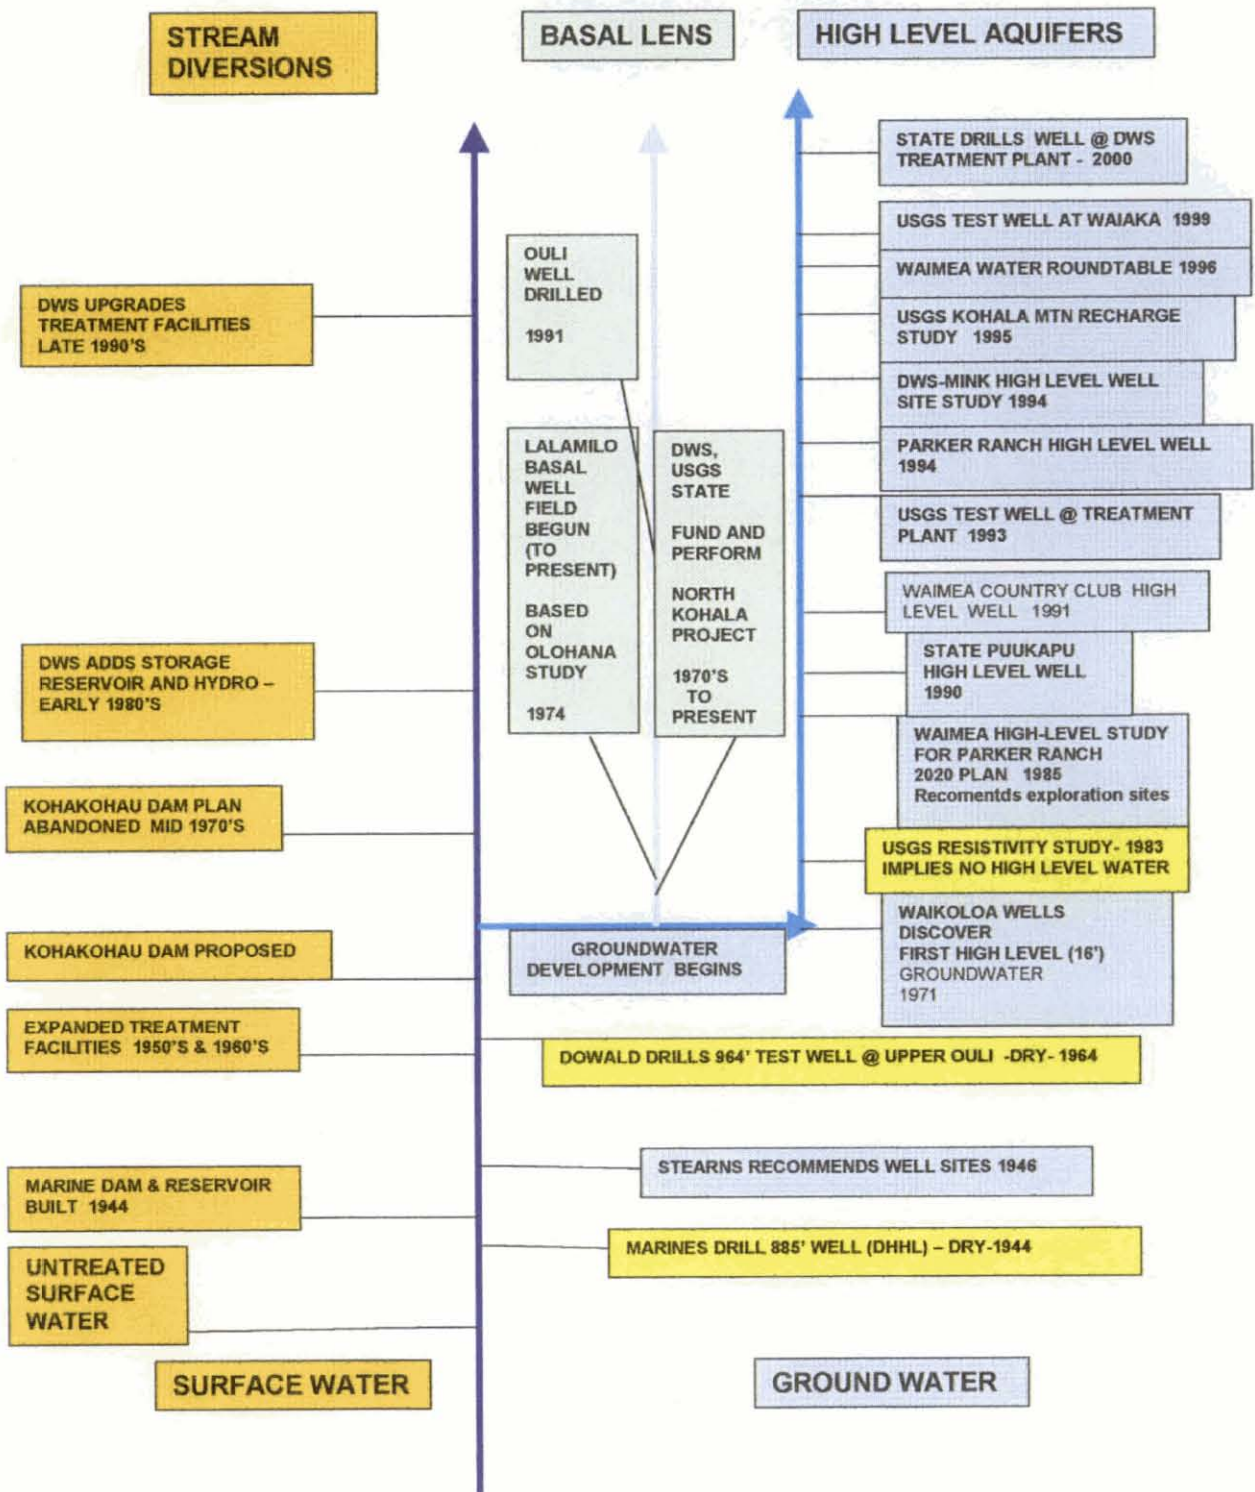 STREAM
DIVERSIONS
BASAL LENS
HIGH LEVEL AQUIFERS
STATE DRILLS WELL @ DWS
TREATMENT PLANT - 2000
USGS TEST WELL AT WAIAKA 1999
WAIMEA WATER ROUNDTABLE 1996
USGS KOHALA MTN RECHARGE
STUDY 1995
DWS-MINK HIGH LEVEL WELL
SITE STUDY 1994
PARKER RANCH HIGH LEVEL WELL
1994
USGS TEST WELL @ TREATMENT
PLANT 1993
WAIMEA COUNTRY CLUB HIGH
LEVEL WELL 1991
STATE PUUKAPU
HIGH LEVEL WELL
1990
WAIMEA HIGH-LEVEL STUDY
FOR PARKER RANCH
2020 PLAN 1985
Recomentds exploration sites
USGS RESISTIVITY STUDY- 1983
IMPLIES NO HIGH LEVEL WATER
WAIKOLOA WELLS
DISCOVER
FIRST HIGH LEVEL (16')
GROUNDWATER
1971
OULI
WELL
DRILLED
1991
LALAMILO
BASAL
WELL
FIELD
BEGUN
(TO
PRESENT)
BASED
ON
OLOHANA
STUDY
1974
DWS,
USGS
STATE
FUND AND
PERFORM
NORTH
KOHALA
PROJECT
1970'S
TO
PRESENT
GROUNDWATER
DEVELOPMENT BEGINS
DWS UPGRADES
TREATMENT FACILITIES
LATE 1990'S
DWS ADDS STORAGE
RESERVOIR AND HYDRO –
EARLY 1980'S
KOHAKOHAU DAM PLAN
ABANDONED MID 1970'S
KOHAKOHAU DAM PROPOSED
EXPANDED TREATMENT
FACILITIES 1950'S & 1960'S
DOWALD DRILLS 964' TEST WELL @ UPPER OULI -DRY- 1964
STEARNS RECOMMENDS WELL SITES 1946
MARINE DAM & RESERVOIR
BUILT 1944
MARINES DRILL 885' WELL (DHHL) – DRY-1944
UNTREATED
SURFACE
WATER
SURFACE WATER
GROUND WATER